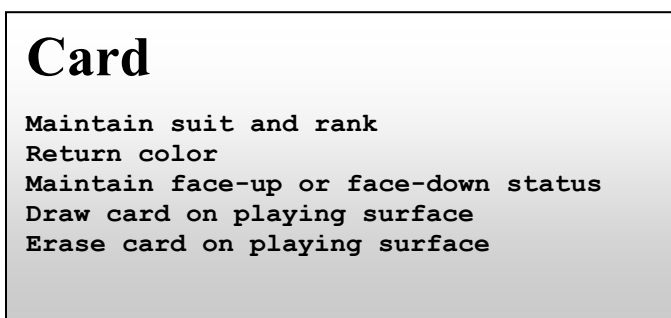 Card
Maintain suit and rank
Return color
Maintain face-up or face-down status
Draw card on playing surface
Erase card on playing surface